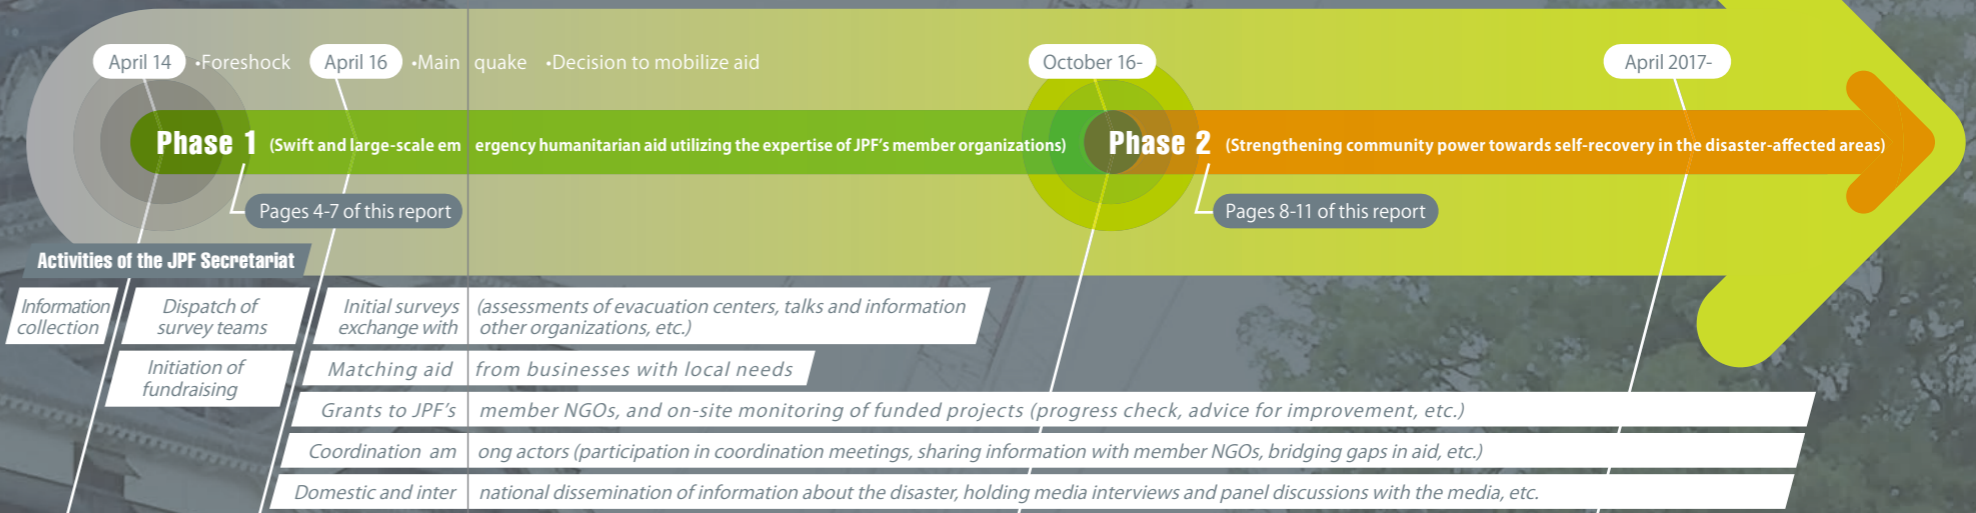 April 14 •Foreshock April 16 •Main quake •Decision to mobilize aid October 16- April 2017-
Phase 1 (Swift and large-scale emergency humanitarian aid utilizing the expertise of JPF's member organizations) Phase 2 (Strengthening community power towards self-recovery in the disaster-affected areas)
Pages 4-7 of this report Pages 8-11 of this report
Activities of the JPF Secretariat
Information
collection
Dispatch of
survey teams
Initiation of
fundraising
Initial surveys (assessments of evacuation centers, talks and information
exchange with other organizations, etc.)
Matching aid from businesses with local needs
Grants to JPF's member NGOs, and on-site monitoring of funded projects (progress check, advice for improvement, etc.)
Coordination among actors (participation in coordination meetings, sharing information with member NGOs, bridging gaps in aid, etc.)
Domestic and international dissemination of information about the disaster, holding media interviews and panel discussions with the media, etc.